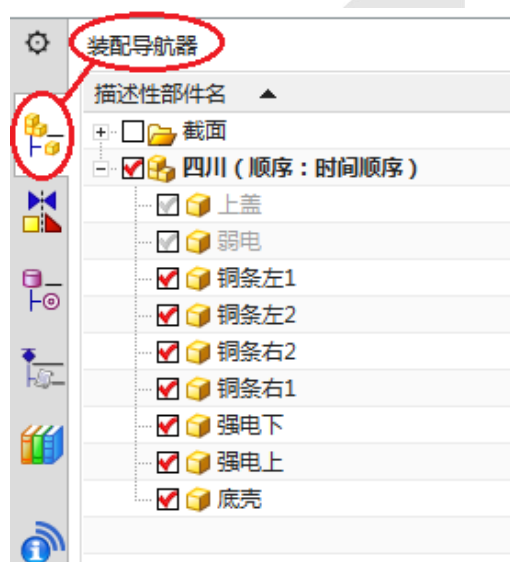 装配导航器
描述性部件名
截面
四川（顺序：时间顺序）
上盖
弱电
铜条左1
铜条左2
铜条右2
铜条右1
强电下
强电上
底壳